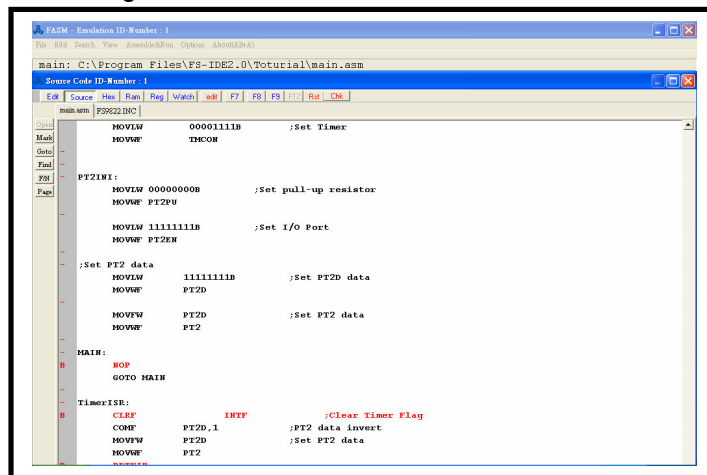 FASM - Emulation ID-Number : 1
File Edit Search View Assemble&Run Options About(Alt+A)
main: C:\Program Files\FS-IDE2.0\Toturial\main.asm
Source Code ID-Number : 1
Edit Source Hex Ram Reg Watch edit F7 F8 F9 F12 Rst Chk
main.asm FS9822.INC
Open
Mark
Goto
Find
F/N
Page
MOVLW 00001111B ;Set Timer
MOVWF TMCON
PT2INI:
MOVLW 00000000B ;Set pull-up resistor
MOVWF PT2PU
MOVLW 11111111B ;Set I/O Port
MOVWF PT2EN
;Set PT2 data
MOVLW 11111111B ;Set PT2D data
MOVWF PT2D
MOVFW PT2D ;Set PT2 data
MOVWF PT2
MAIN:
B NOP
GOTO MAIN
TimerISR:
B CLRF INTF ;Clear Timer Flag
COMF PT2D,1 ;PT2 data invert
MOVFW PT2D ;Set PT2 data
MOVWF PT2